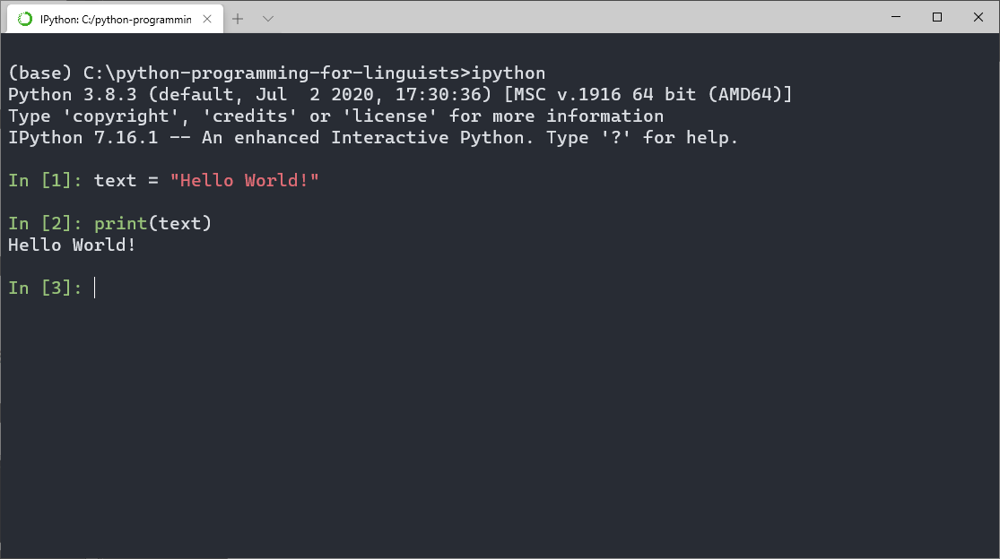 IPython: C:/python-programmin
(base) C:\python-programming-for-linguists>ipython
Python 3.8.3 (default, Jul  2 2020, 17:30:36) [MSC v.1916 64 bit (AMD64)]
Type 'copyright', 'credits' or 'license' for more information
IPython 7.16.1 -- An enhanced Interactive Python. Type '?' for help.
In [1]: text = "Hello World!"
In [2]: print(text)
Hello World!
In [3]: